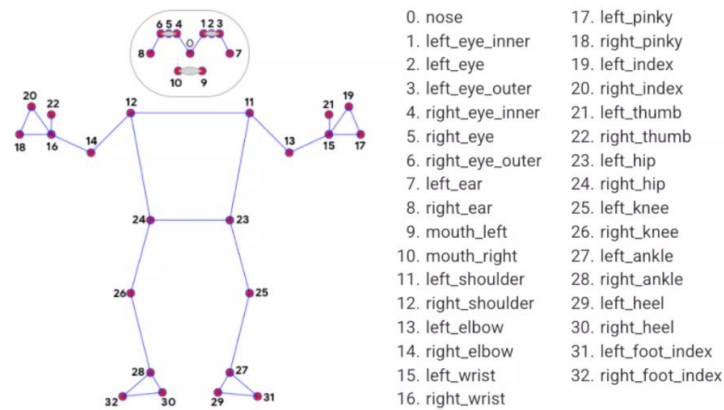 6 5 4 0 1 2 3
8 7
10 9
20 22 12 11 21 19
18 16 14 13 15 17
24 23
26 25
28 27
32 30 29 31
0. nose
1. left_eye_inner
2. left_eye
3. left_eye_outer
4. right_eye_inner
5. right_eye
6. right_eye_outer
7. left_ear
8. right_ear
9. mouth_left
10. mouth_right
11. left_shoulder
12. right_shoulder
13. left_elbow
14. right_elbow
15. left_wrist
16. right_wrist
17. left_pinky
18. right_pinky
19. left_index
20. right_index
21. left_thumb
22. right_thumb
23. left_hip
24. right_hip
25. left_knee
26. right_knee
27. left_ankle
28. right_ankle
29. left_heel
30. right_heel
31. left_foot_index
32. right_foot_index